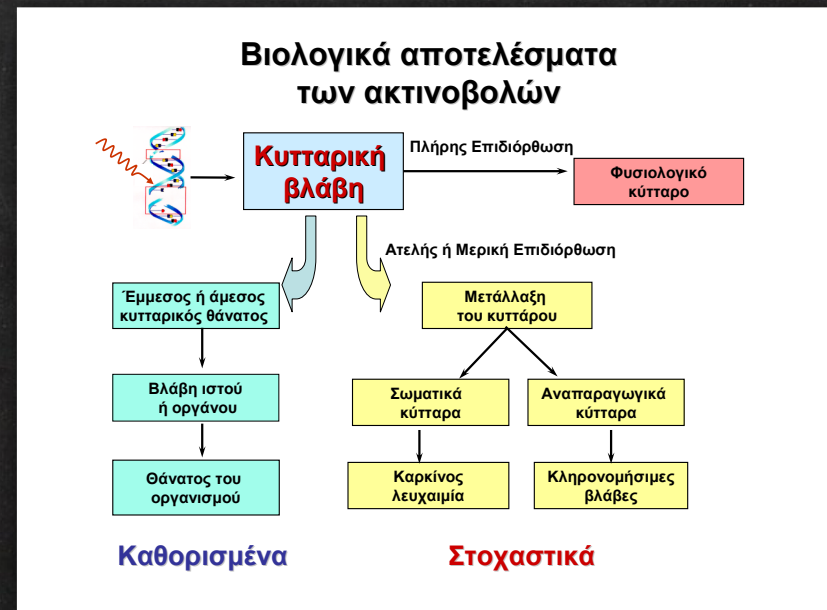 Βιολογικά αποτελέσματα
των ακτινοβολών
Κυτταρική
βλάβη
Πλήρης Επιδιόρθωση
Φυσιολογικό
κύτταρο
Ατελής ή Μερική Επιδιόρθωση
Έμμεσος ή άμεσος
κυτταρικός θάνατος
Μετάλλαξη
του κυττάρου
Βλάβη ιστού
ή οργάνου
Σωματικά
κύτταρα
Αναπαραγωγικά
κύτταρα
Θάνατος του
οργανισμού
Καρκίνος
λευχαιμία
Κληρονομήσιμες
βλάβες
Καθορισμένα
Στοχαστικά